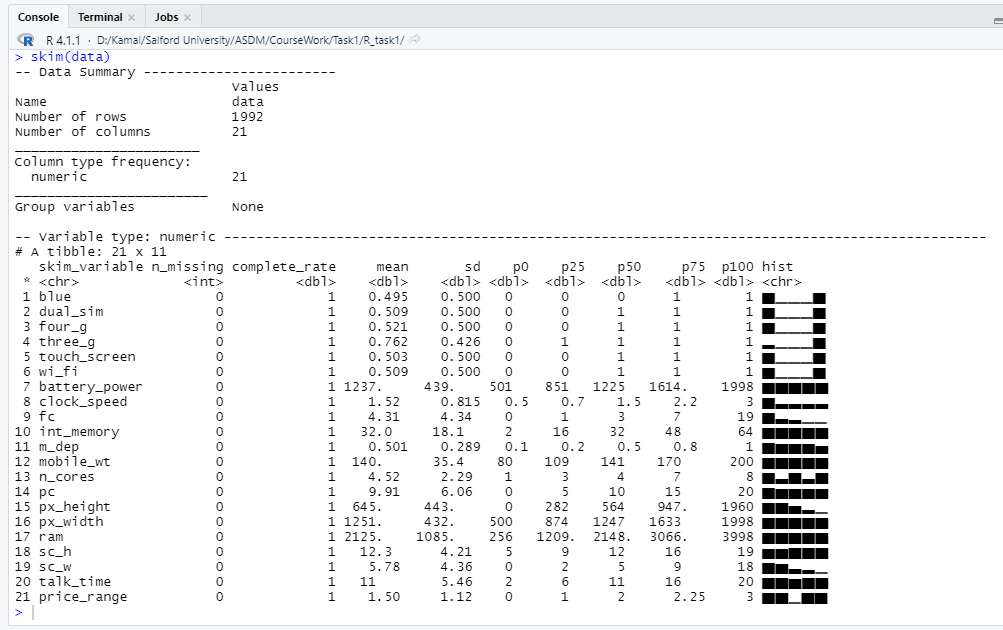 Console Terminal × Jobs ×
R R 4.1.1 · D:/Kamal/Salford University/ASDM/CourseWork/Task1/R_task1/
> skim(data)
-- Data Summary ------------------------
                           Values
Name                       data
Number of rows             1992
Number of columns          21
_______________________
Column type frequency:
  numeric                  21
________________________
Group variables            None

-- Variable type: numeric -----------------------------------------------------------------------------------------------
# A tibble: 21 x 11
   skim_variable n_missing complete_rate mean sd p0 p25 p50 p75 p100 hist
 * <chr> <int> <dbl> <dbl> <dbl> <dbl> <dbl> <dbl> <dbl> <dbl> <chr>
 1 blue 0 1 0.495 0.500 0 0 0 1 1 ▇▁▁▁▇
 2 dual_sim 0 1 0.509 0.500 0 0 1 1 1 ▇▁▁▁▇
 3 four_g 0 1 0.521 0.500 0 0 1 1 1 ▇▁▁▁▇
 4 three_g 0 1 0.762 0.426 0 1 1 1 1 ▂▁▁▁▇
 5 touch_screen 0 1 0.503 0.500 0 0 1 1 1 ▇▁▁▁▇
 6 wi_fi 0 1 0.509 0.500 0 0 1 1 1 ▇▁▁▁▇
 7 battery_power 0 1 1237. 439. 501 851 1225 1614. 1998 ▇▇▇▇▇
 8 clock_speed 0 1 1.52 0.815 0.5 0.7 1.5 2.2 3 ▇▃▃▃▃
 9 fc 0 1 4.31 4.34 0 1 3 7 19 ▇▃▂▁▁
10 int_memory 0 1 32.0 18.1 2 16 32 48 64 ▇▇▇▇▇
11 m_dep 0 1 0.501 0.289 0.1 0.2 0.5 0.8 1 ▇▇▇▇▅
12 mobile_wt 0 1 140. 35.4 80 109 141 170 200 ▇▇▇▇▇
13 n_cores 0 1 4.52 2.29 1 3 4 7 8 ▇▃▇▃▇
14 pc 0 1 9.91 6.06 0 5 10 15 20 ▇▇▇▇▇
15 px_height 0 1 645. 443. 0 282 564 947. 1960 ▇▇▅▃▁
16 px_width 0 1 1251. 432. 500 874 1247 1633 1998 ▇▇▇▇▇
17 ram 0 1 2125. 1085. 256 1209. 2148. 3066. 3998 ▇▇▇▇▇
18 sc_h 0 1 12.3 4.21 5 9 12 16 19 ▇▇▇▇▇
19 sc_w 0 1 5.78 4.36 0 2 5 9 18 ▇▇▃▃▁
20 talk_time 0 1 11 5.46 2 6 11 16 20 ▇▇▇▇▇
21 price_range 0 1 1.50 1.12 0 1 2 2.25 3 ▇▇▁▇▇
>